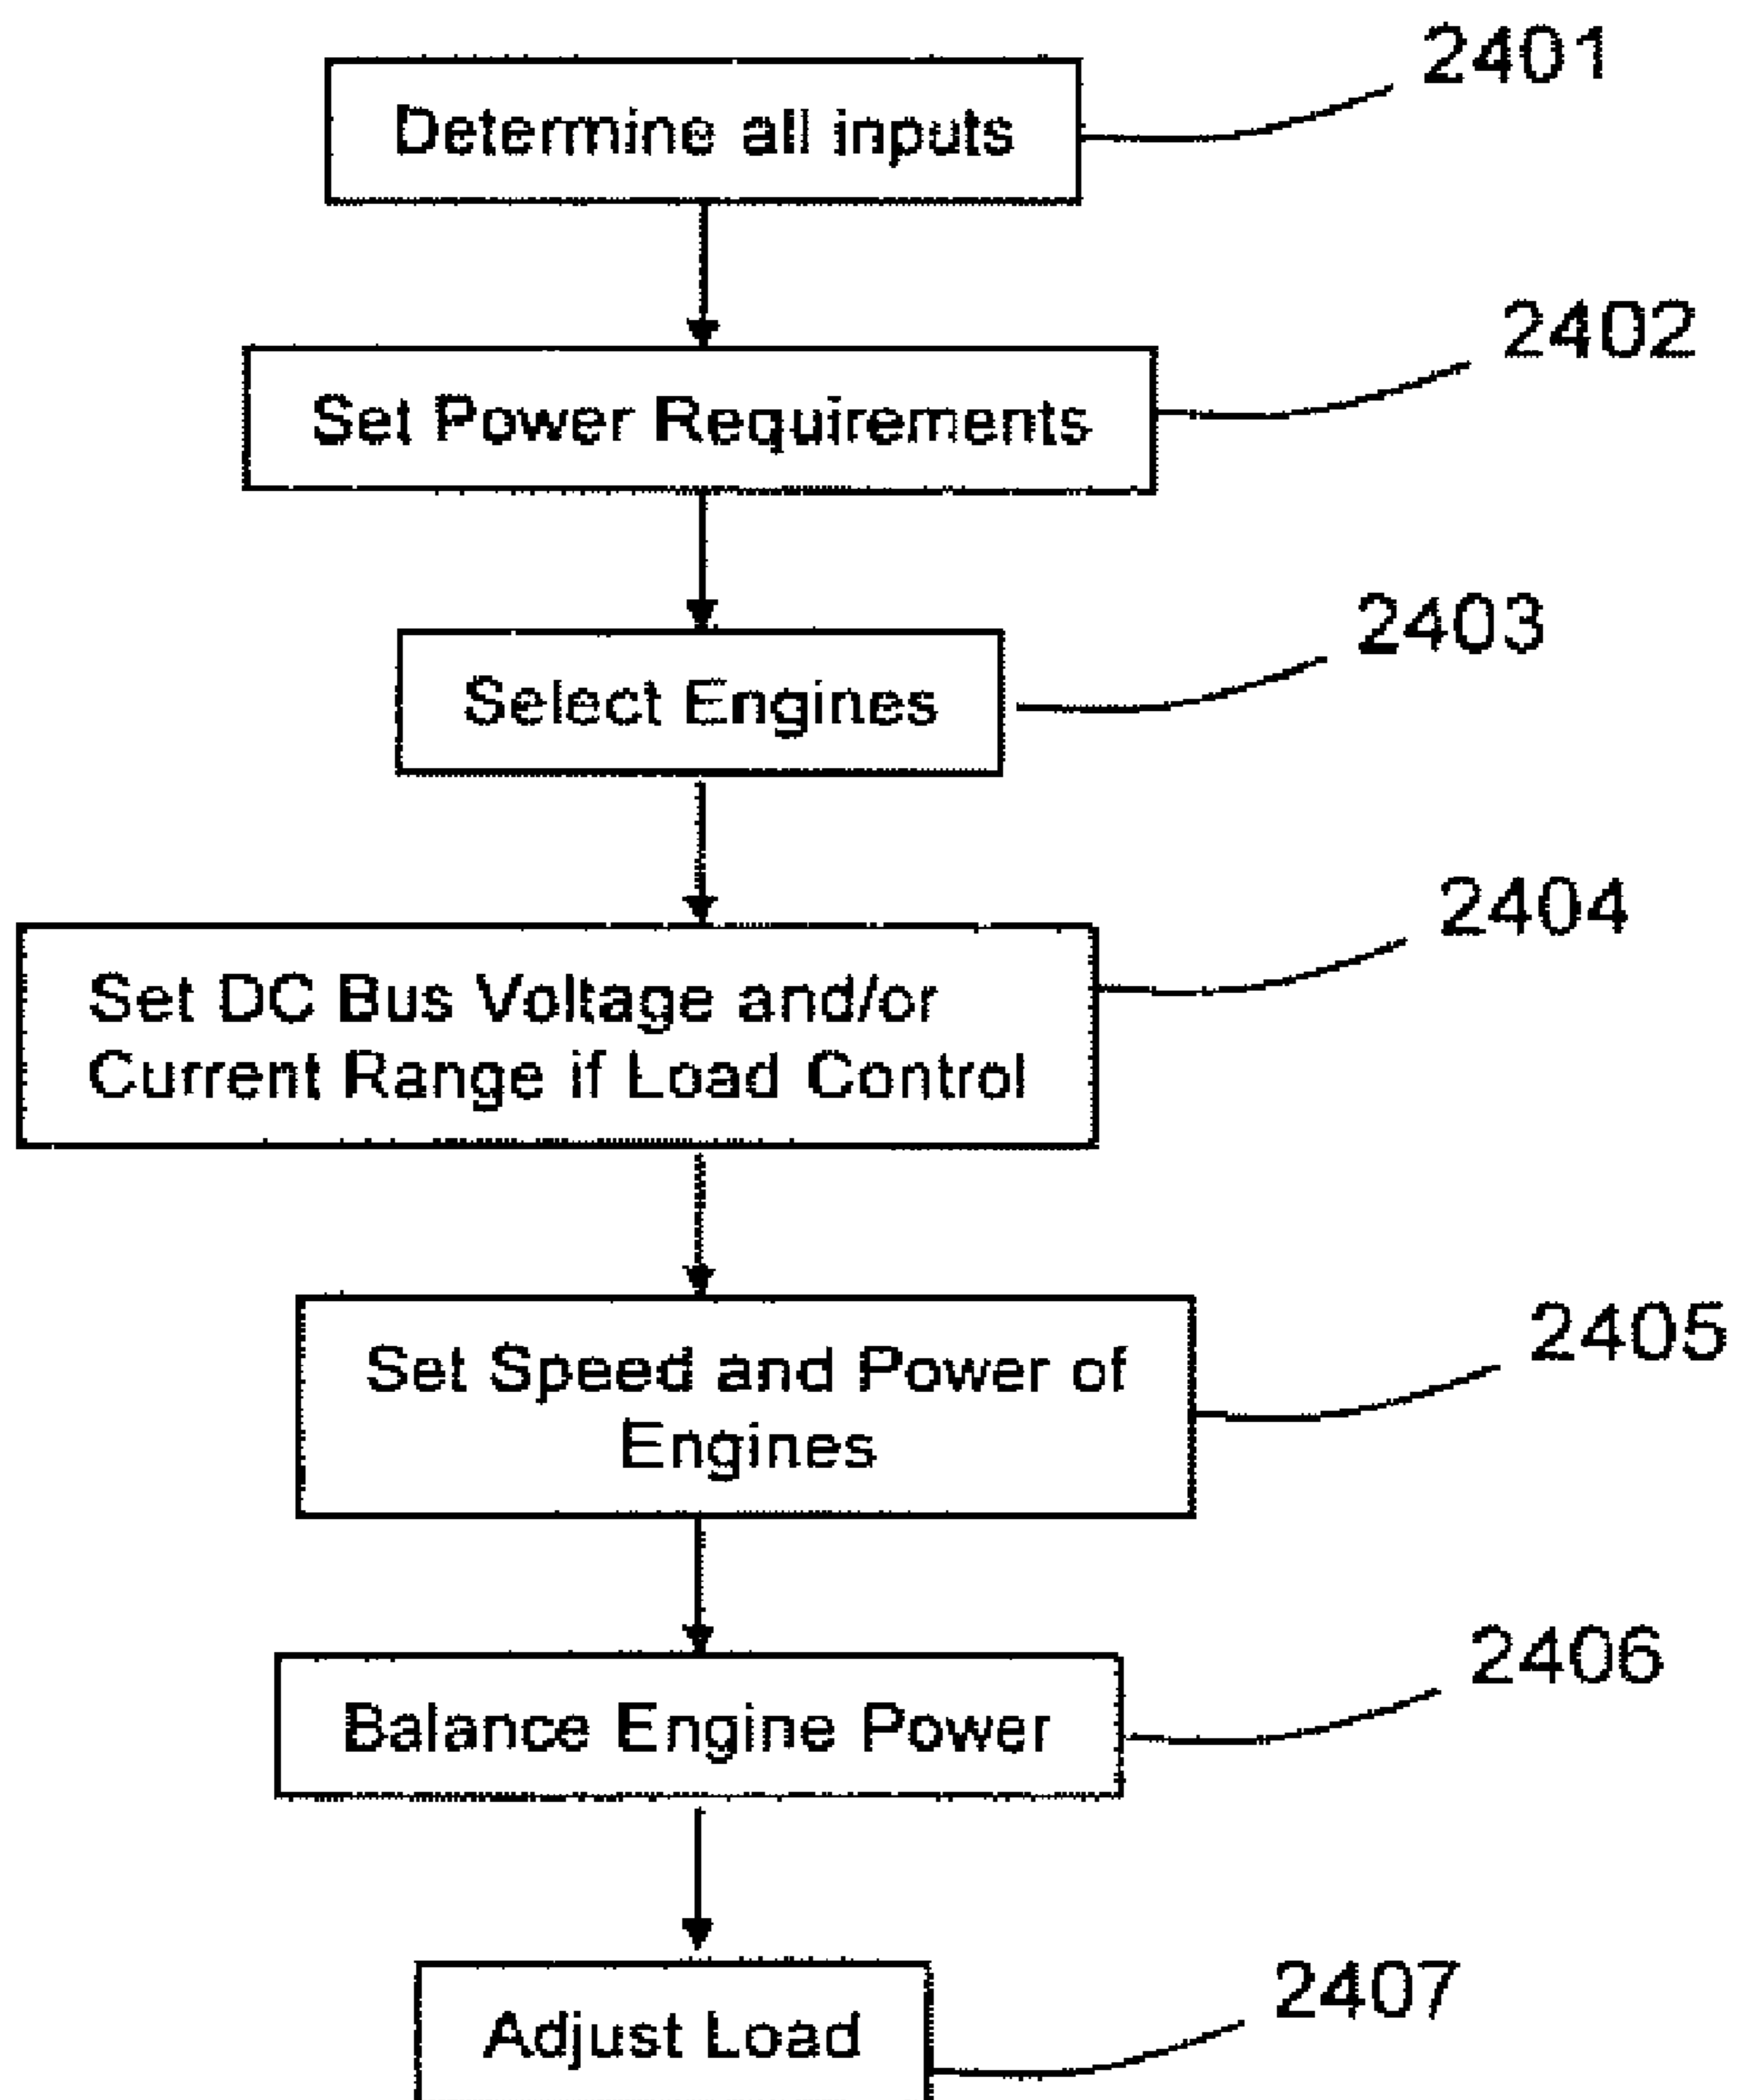 2401
Determine all inputs
2402
Set Power Requirements
2403
Select Engines
2404
Set DC Bus Voltage and/or
Current Range if Load Control
2405
Set Speed and Power of
Engines
2406
Balance Engine Power
2407
Adjust Load